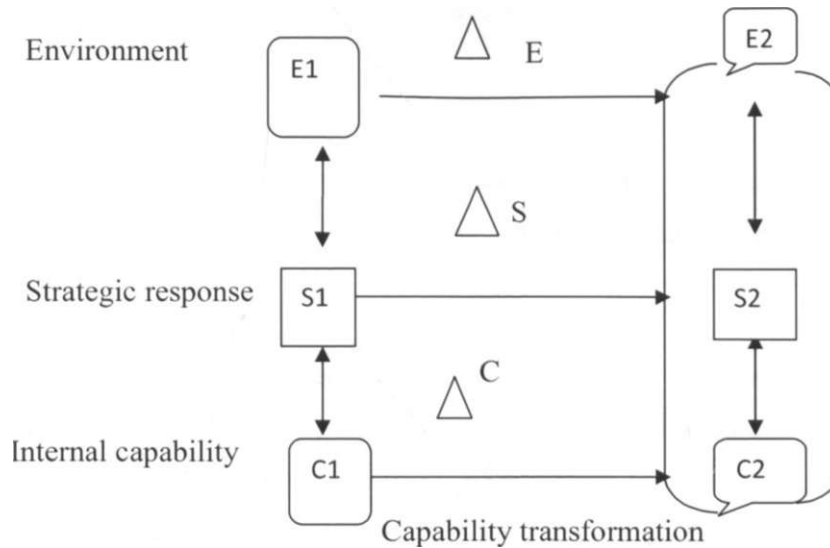 E2
Environment
E1
△ E
△ S
Strategic response
S1
S2
△ C
Internal capability
C1
C2
Capability transformation